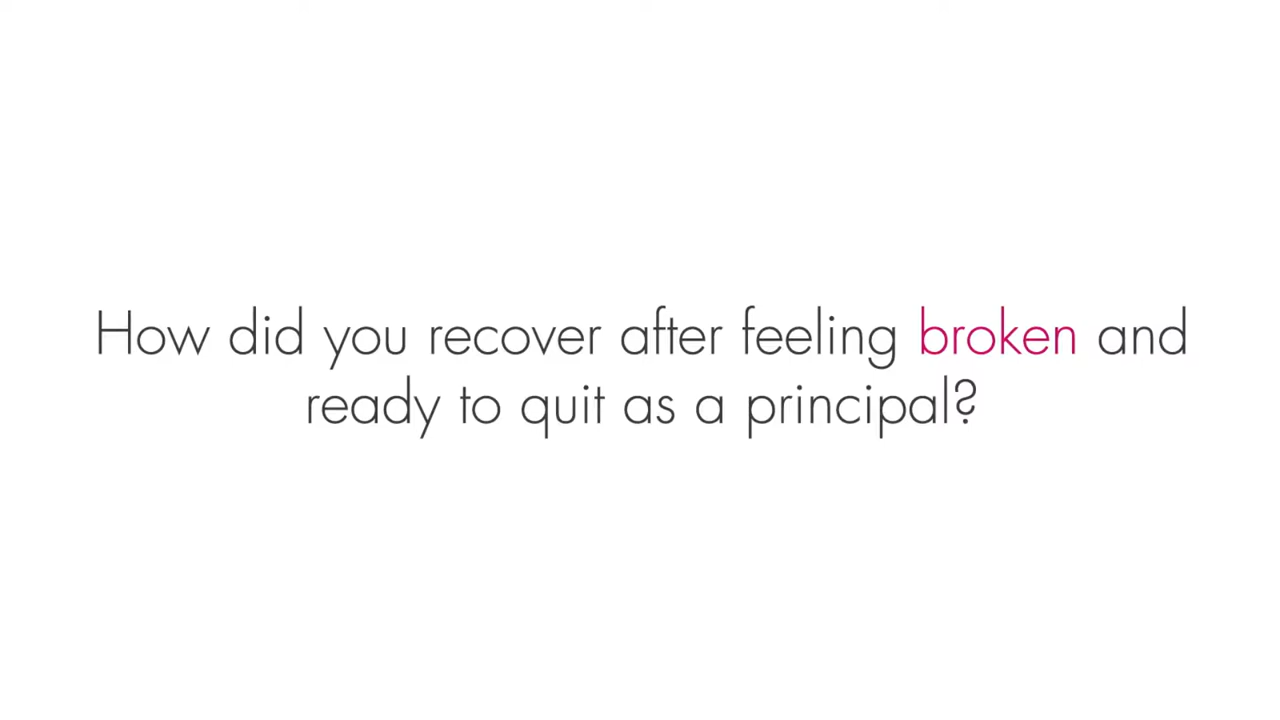 How did you recover after feeling broken and
ready to quit as a principal?